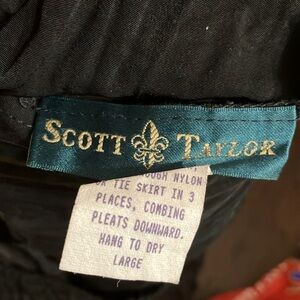 SCOTT TAYLOR
NYLON
TIE SKIRT IN 3
PLACES, COMBING
PLEATS DOWNWARD.
HANG TO DRY
LARGE